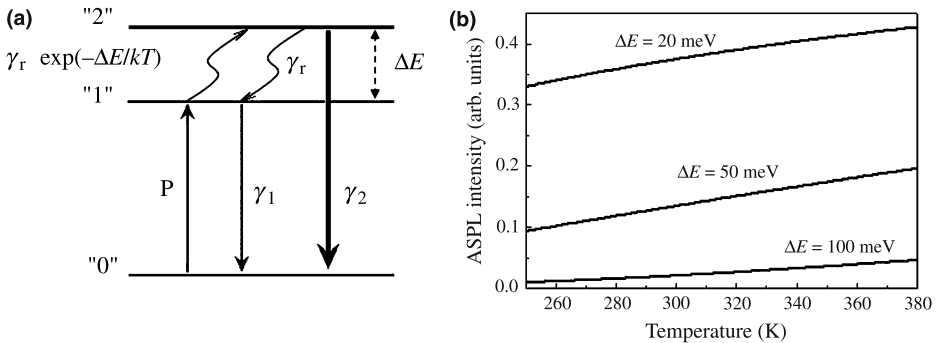 (a)
"2"
γr exp(−ΔE/kT)
γr
ΔE
"1"
P
γ1
γ2
"0"
(b)
ASPL intensity (arb. units)
0.4
0.3
0.2
0.1
0.0
ΔE = 20 meV
ΔE = 50 meV
ΔE = 100 meV
260 280 300 320 340 360 380
Temperature (K)